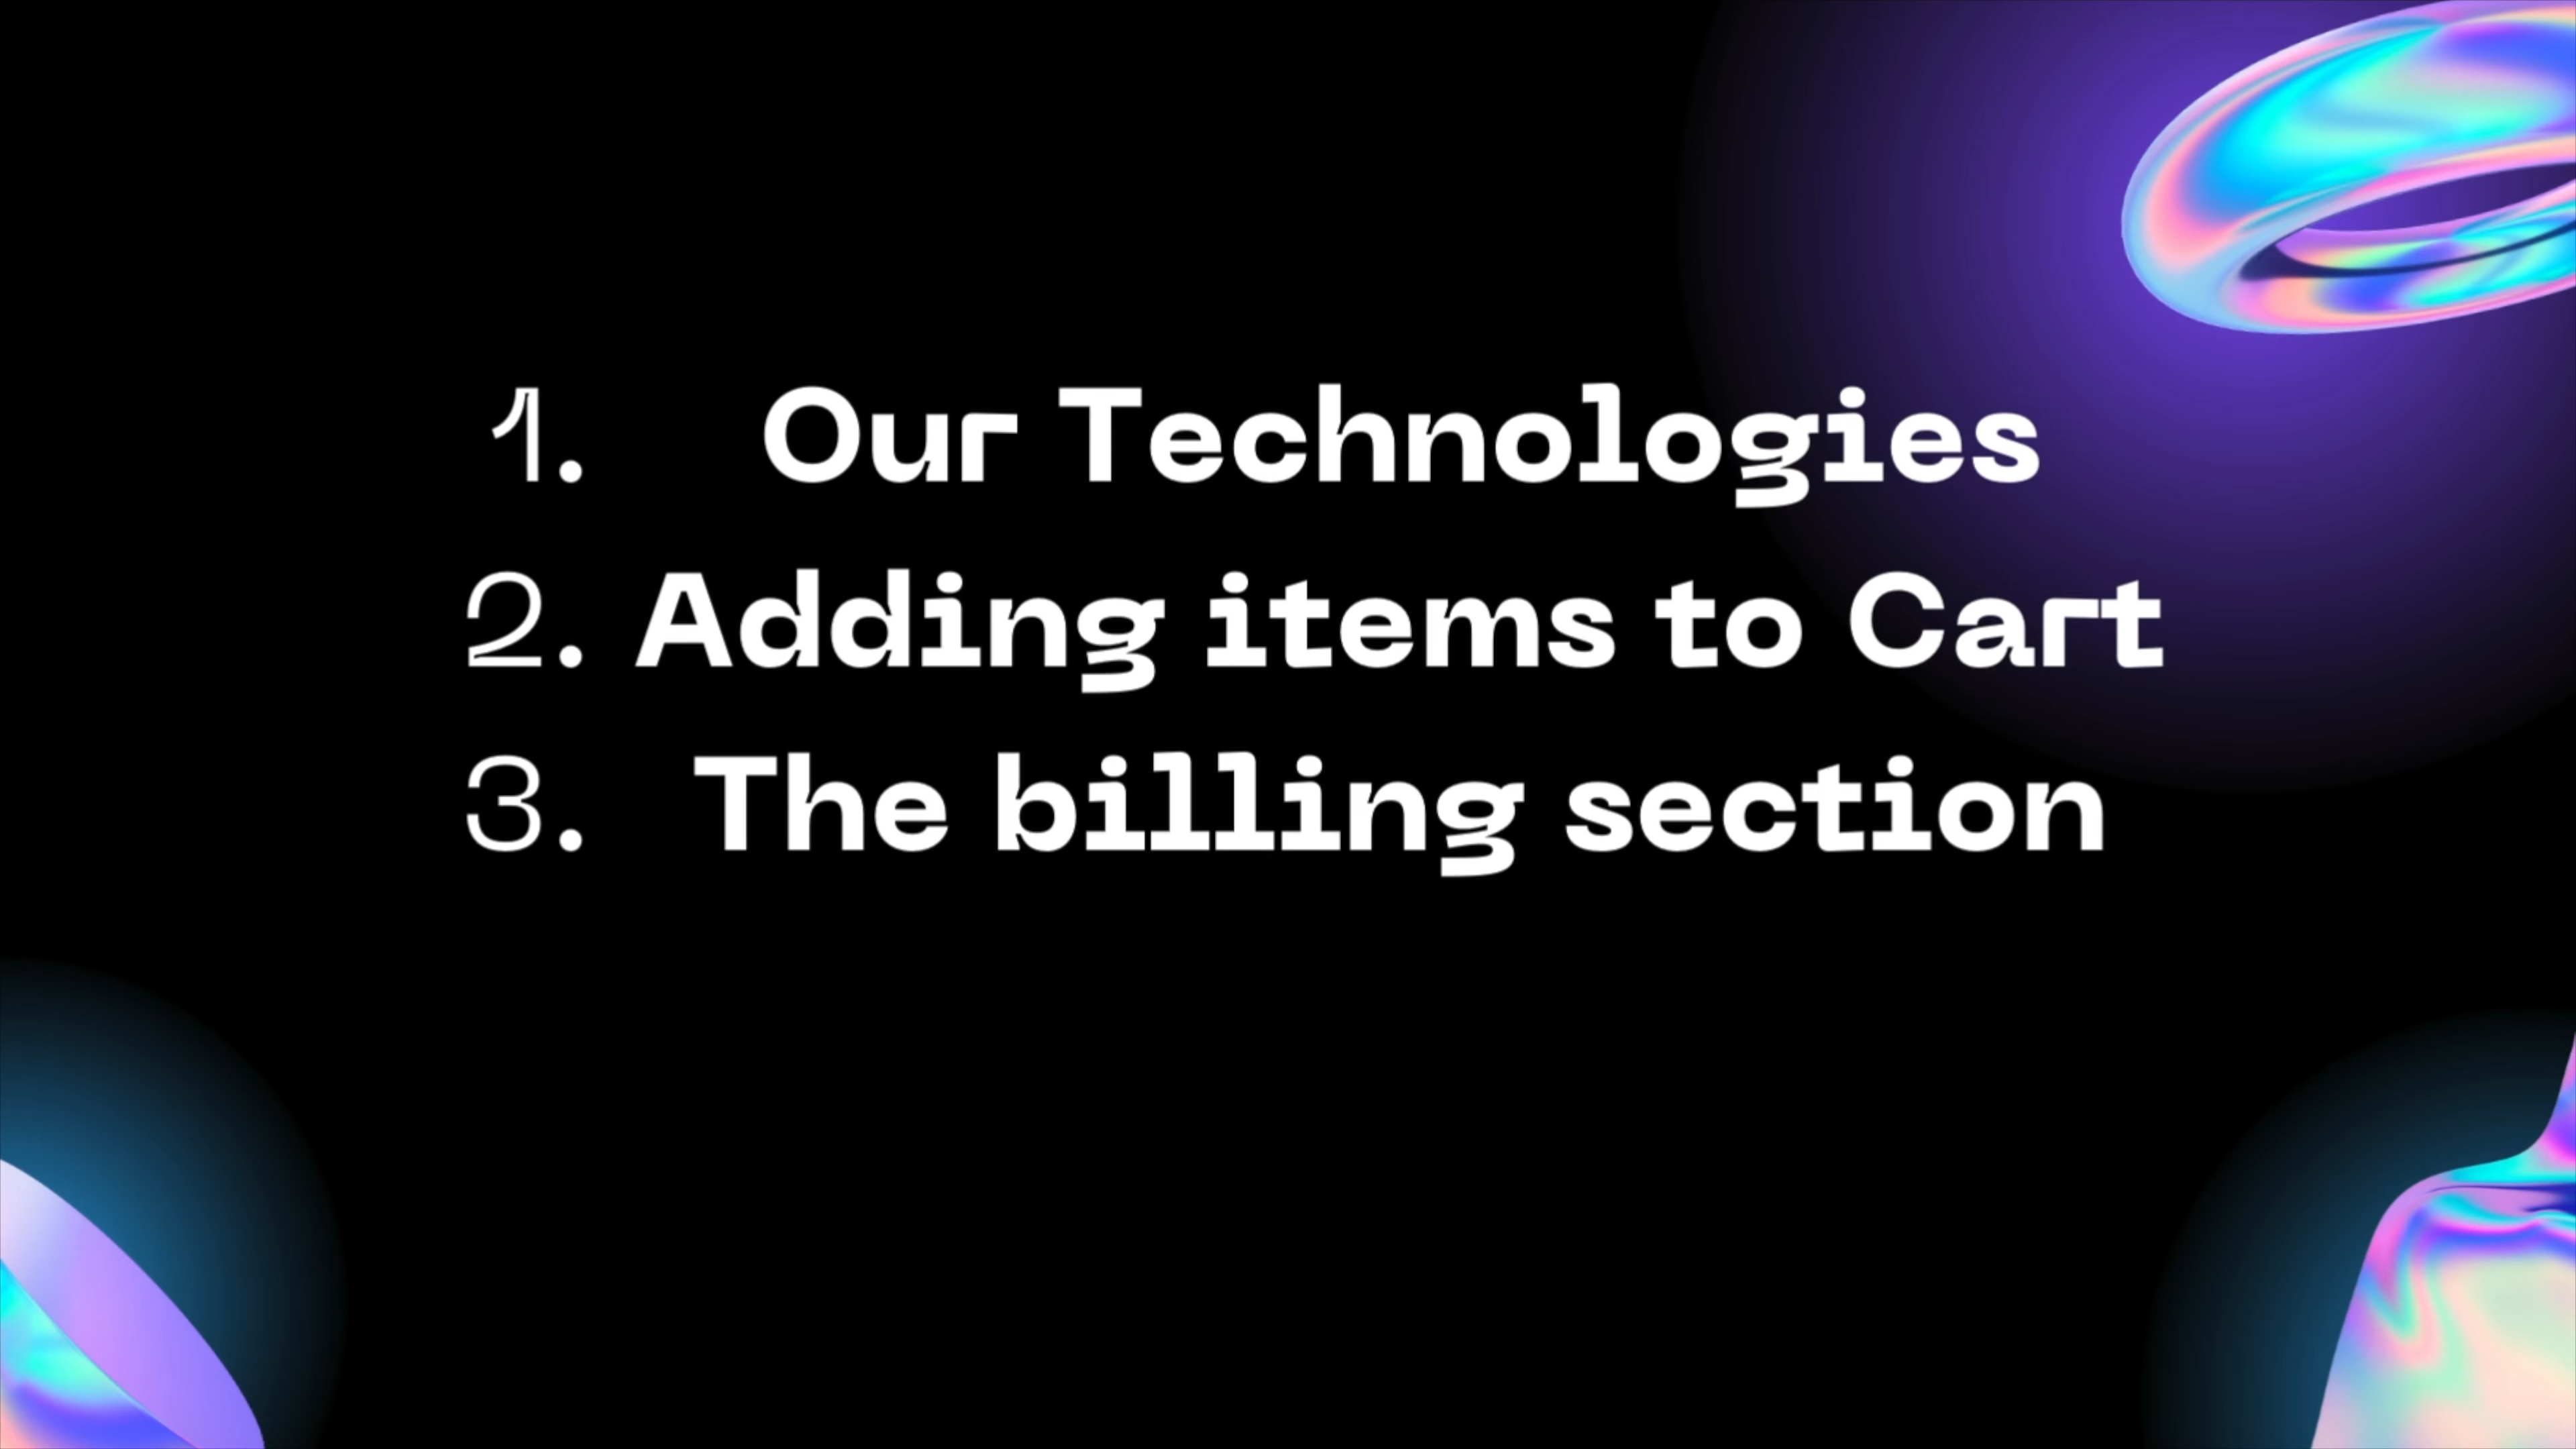 1. Our Technologies
2. Adding items to Cart
3. The billing section